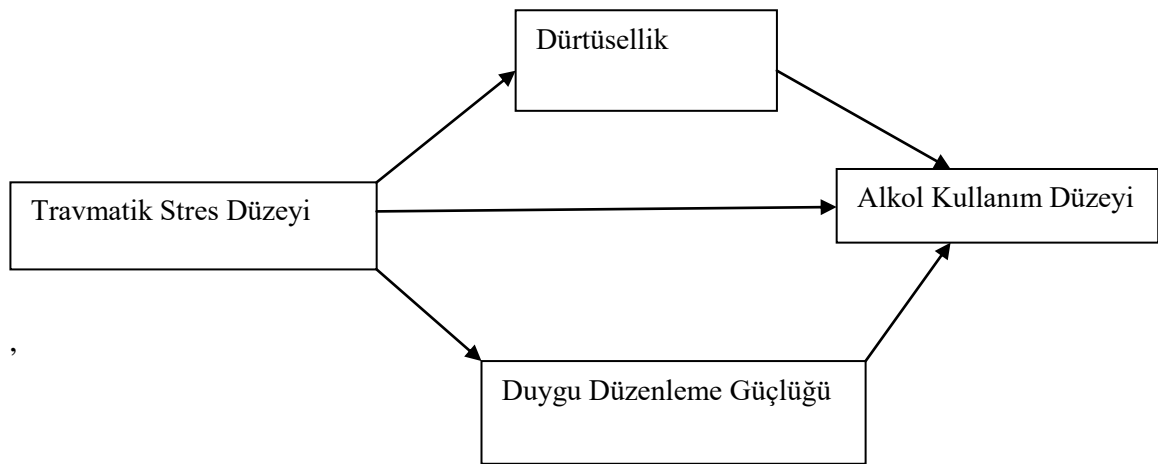 Dürtüsellik
Travmatik Stres Düzeyi
Alkol Kullanım Düzeyi
,
Duygu Düzenleme Güçlüğü